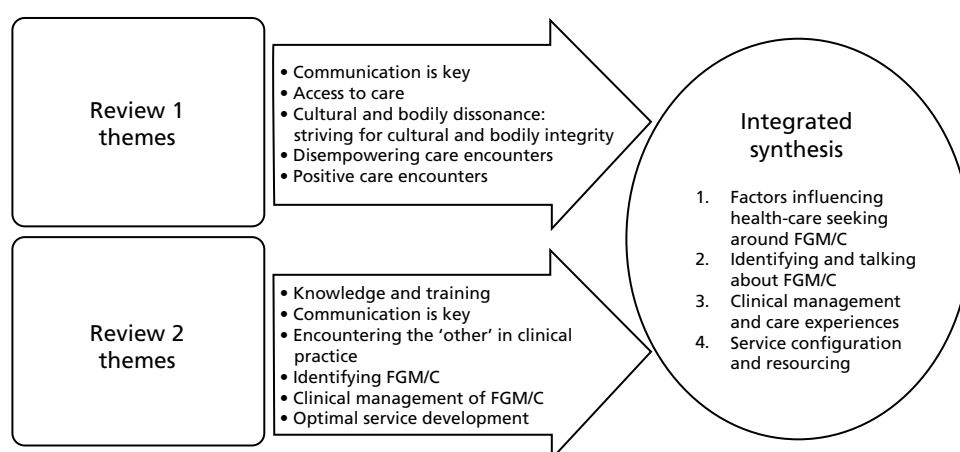 Review 1
themes
• Communication is key
• Access to care
• Cultural and bodily dissonance:
striving for cultural and bodily integrity
• Disempowering care encounters
• Positive care encounters
Review 2
themes
• Knowledge and training
• Communication is key
• Encountering the ‘other’ in clinical
practice
• Identifying FGM/C
• Clinical management of FGM/C
• Optimal service development
Integrated
synthesis
1. Factors influencing
health-care seeking
around FGM/C
2. Identifying and talking
about FGM/C
3. Clinical management
and care experiences
4. Service configuration
and resourcing